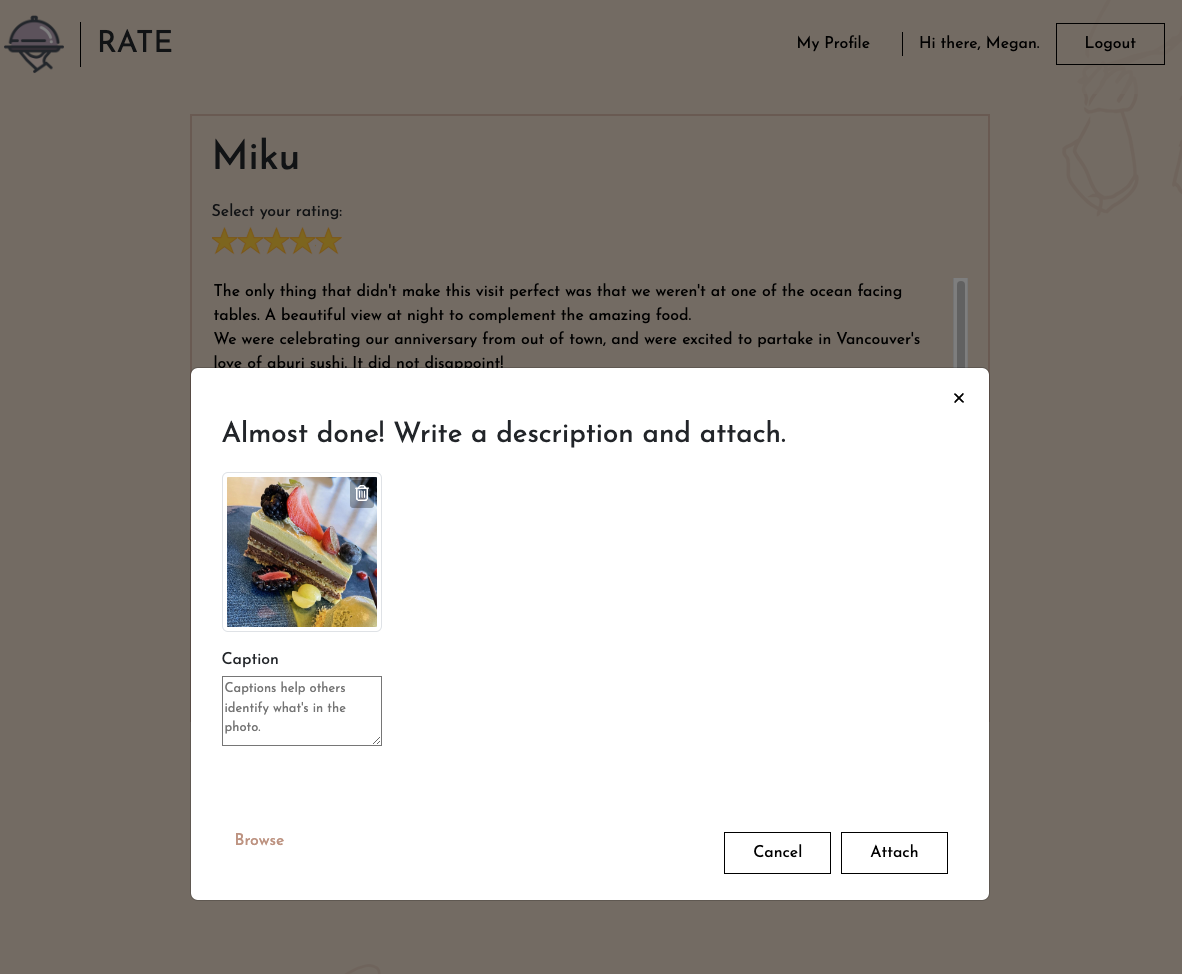 RATE
My Profile
Hi there, Megan.
Logout
Miku
Select your rating:
The only thing that didn't make this visit perfect was that we weren't at one of the ocean facing
tables. A beautiful view at night to complement the amazing food.
We were celebrating our anniversary from out of town, and were excited to partake in Vancouver's
love of aburi sushi. It did not disappoint!
Almost done! Write a description and attach.
Caption
Captions help others
identify what's in the
photo.
Browse
Cancel
Attach